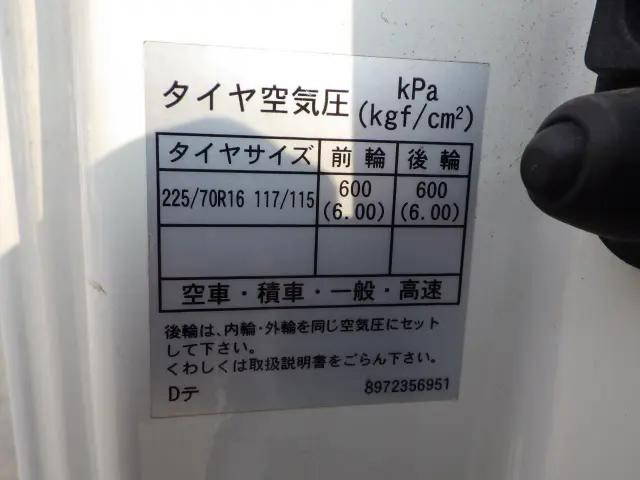 タイヤ空気圧 kPa
(kgf/cm²)
タイヤサイズ 前輪 後輪
225/70R16 117/115 600 600
(6.00) (6.00)
空車・積車・一般・高速
後輪は、内輪・外輪を同じ空気圧にセット
して下さい。
くわしくは取扱説明書をごらん下さい。
Dテ 8972356951